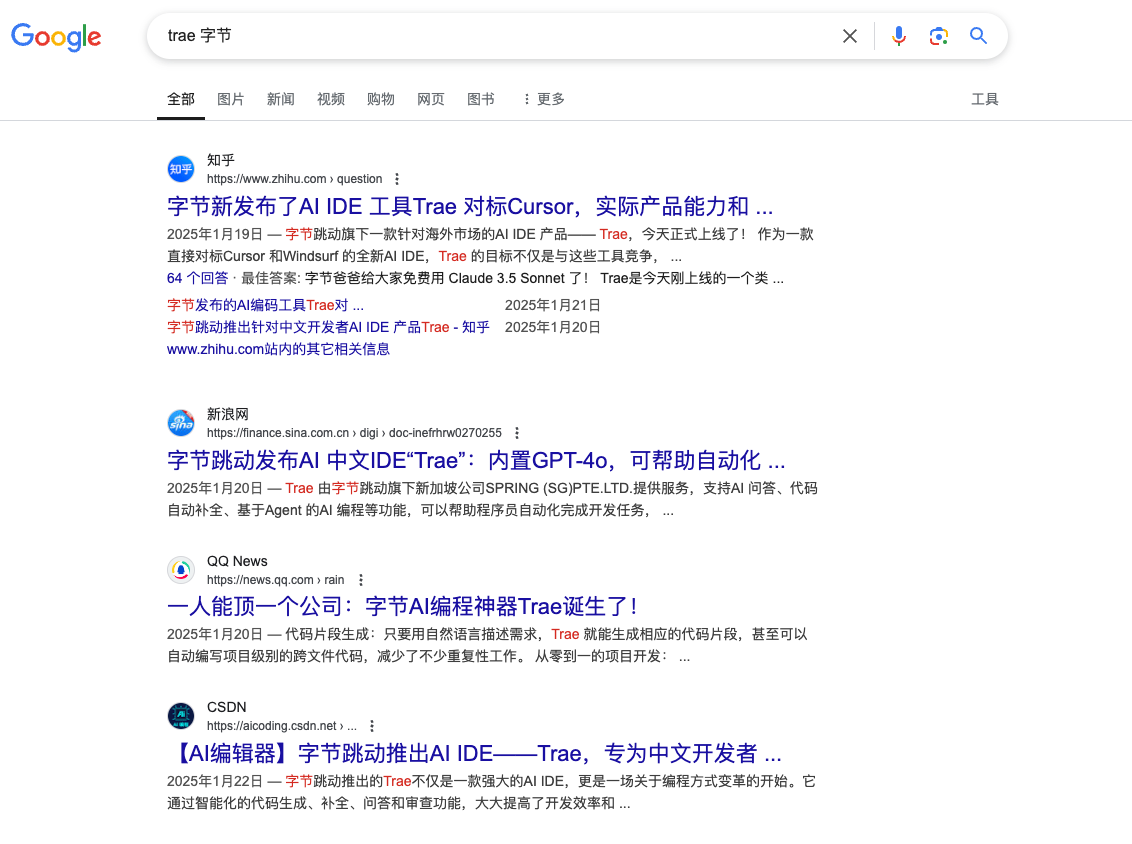 Google
trae 字节
全部 图片 新闻 视频 购物 网页 图书 更多 工具
知乎
知乎
https://www.zhihu.com › question
字节新发布了AI IDE 工具Trae 对标Cursor，实际产品能力和 ...
2025年1月19日 — 字节跳动旗下一款针对海外市场的AI IDE 产品—— Trae，今天正式上线了！ 作为一款
直接对标Cursor 和Windsurf 的全新AI IDE，Trae 的目标不仅是与这些工具竞争， ...
64 个回答 · 最佳答案: 字节爸爸给大家免费用 Claude 3.5 Sonnet 了！ Trae是今天刚上线的一个类 ...
字节发布的AI编码工具Trae对 ... 2025年1月21日
字节跳动推出针对中文开发者AI IDE 产品Trae - 知乎 2025年1月20日
www.zhihu.com站内的其它相关信息
sina
新浪网
https://finance.sina.com.cn › digi › doc-inefrhrw0270255
字节跳动发布AI 中文IDE“Trae”：内置GPT-4o，可帮助自动化 ...
2025年1月20日 — Trae 由字节跳动旗下新加坡公司SPRING (SG)PTE.LTD.提供服务，支持AI 问答、代码
自动补全、基于Agent 的AI 编程等功能，可以帮助程序员自动化完成开发任务， ...
QQ News
https://news.qq.com › rain
一人能顶一个公司：字节AI编程神器Trae诞生了！
2025年1月20日 — 代码片段生成：只要用自然语言描述需求，Trae 就能生成相应的代码片段，甚至可以
自动编写项目级别的跨文件代码，减少了不少重复性工作。 从零到一的项目开发： ...
Ai
AI 编程
CSDN
https://aicoding.csdn.net › ...
【AI编辑器】字节跳动推出AI IDE——Trae，专为中文开发者 ...
2025年1月22日 — 字节跳动推出的Trae不仅是一款强大的AI IDE，更是一场关于编程方式变革的开始。它
通过智能化的代码生成、补全、问答和审查功能，大大提高了开发效率和 ...